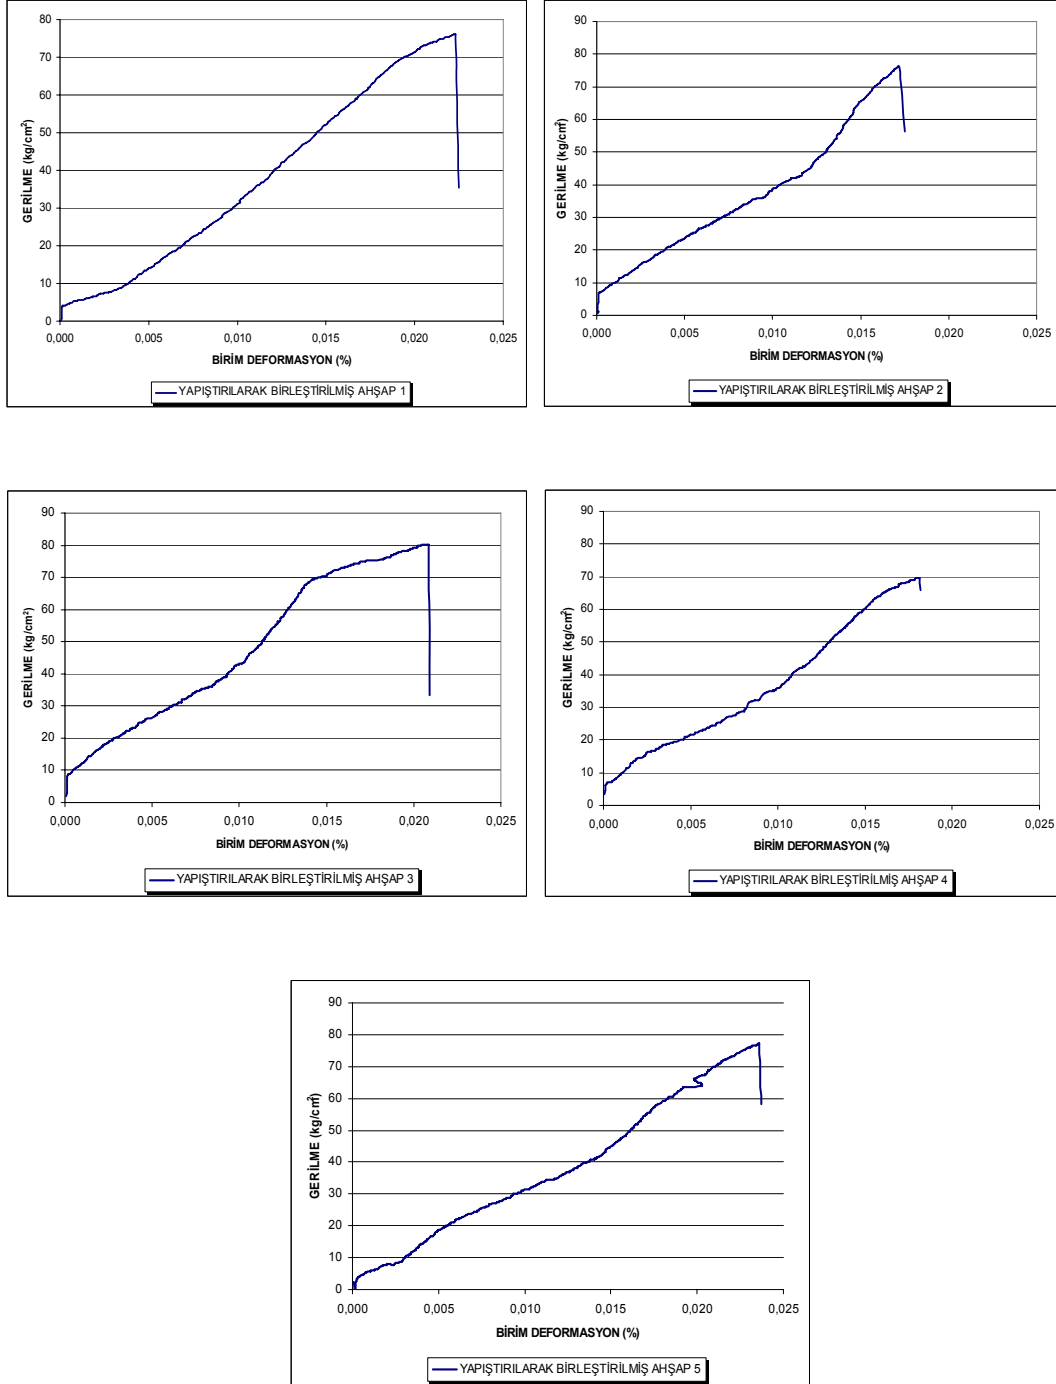 80
70
60
50
40
30
20
10
0
GERİLME (kg/cm²)
0,000 0,005 0,010 0,015 0,020 0,025
BİRİM DEFORMASYON (%)
YAPIŞTIRILARAK BİRLEŞTİRİLMİŞ AHŞAP 1
90
80
70
60
50
40
30
20
10
0
GERİLME (kg/cm²)
0,000 0,005 0,010 0,015 0,020 0,025
BİRİM DEFORMASYON (%)
YAPIŞTIRILARAK BİRLEŞTİRİLMİŞ AHŞAP 2
90
80
70
60
50
40
30
20
10
0
GERİLME (kg/cm²)
0,000 0,005 0,010 0,015 0,020 0,025
BİRİM DEFORMASYON (%)
YAPIŞTIRILARAK BİRLEŞTİRİLMİŞ AHŞAP 3
90
80
70
60
50
40
30
20
10
0
GERİLME (kg/cm²)
0,000 0,005 0,010 0,015 0,020 0,025
BİRİM DEFORMASYON (%)
YAPIŞTIRILARAK BİRLEŞTİRİLMİŞ AHŞAP 4
90
80
70
60
50
40
30
20
10
0
GERİLME (kg/cm²)
0,000 0,005 0,010 0,015 0,020 0,025
BİRİM DEFORMASYON (%)
YAPIŞTIRILARAK BİRLEŞTİRİLMİŞ AHŞAP 5